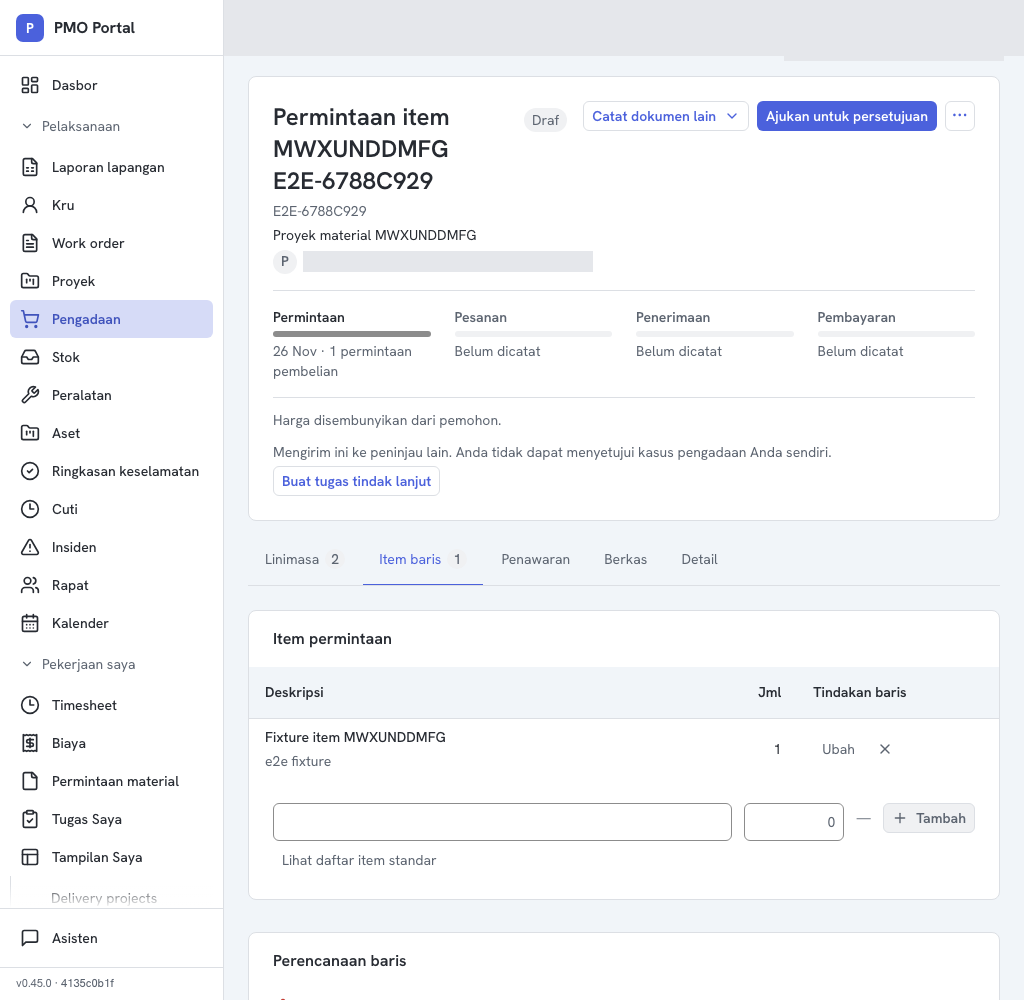 P PMO Portal
Dasbor
Pelaksanaan
Laporan lapangan
Kru
Work order
Proyek
Pengadaan
Stok
Peralatan
Aset
Ringkasan keselamatan
Cuti
Insiden
Rapat
Kalender
Pekerjaan saya
Timesheet
Biaya
Permintaan material
Tugas Saya
Tampilan Saya
Delivery projects
Asisten
v0.45.0 · 4135c0b1f
Permintaan item
MWXUNDDMFG
E2E-6788C929
Draf
Catat dokumen lain
Ajukan untuk persetujuan
E2E-6788C929
Proyek material MWXUNDDMFG
P
Permintaan
26 Nov · 1 permintaan
pembelian
Pesanan
Belum dicatat
Penerimaan
Belum dicatat
Pembayaran
Belum dicatat
Harga disembunyikan dari pemohon.
Mengirim ini ke peninjau lain. Anda tidak dapat menyetujui kasus pengadaan Anda sendiri.
Buat tugas tindak lanjut
Linimasa 2 Item baris 1 Penawaran Berkas Detail
Item permintaan
Deskripsi Jml Tindakan baris
Fixture item MWXUNDDMFG
e2e fixture
1 Ubah
0 — Tambah
Lihat daftar item standar
Perencanaan baris